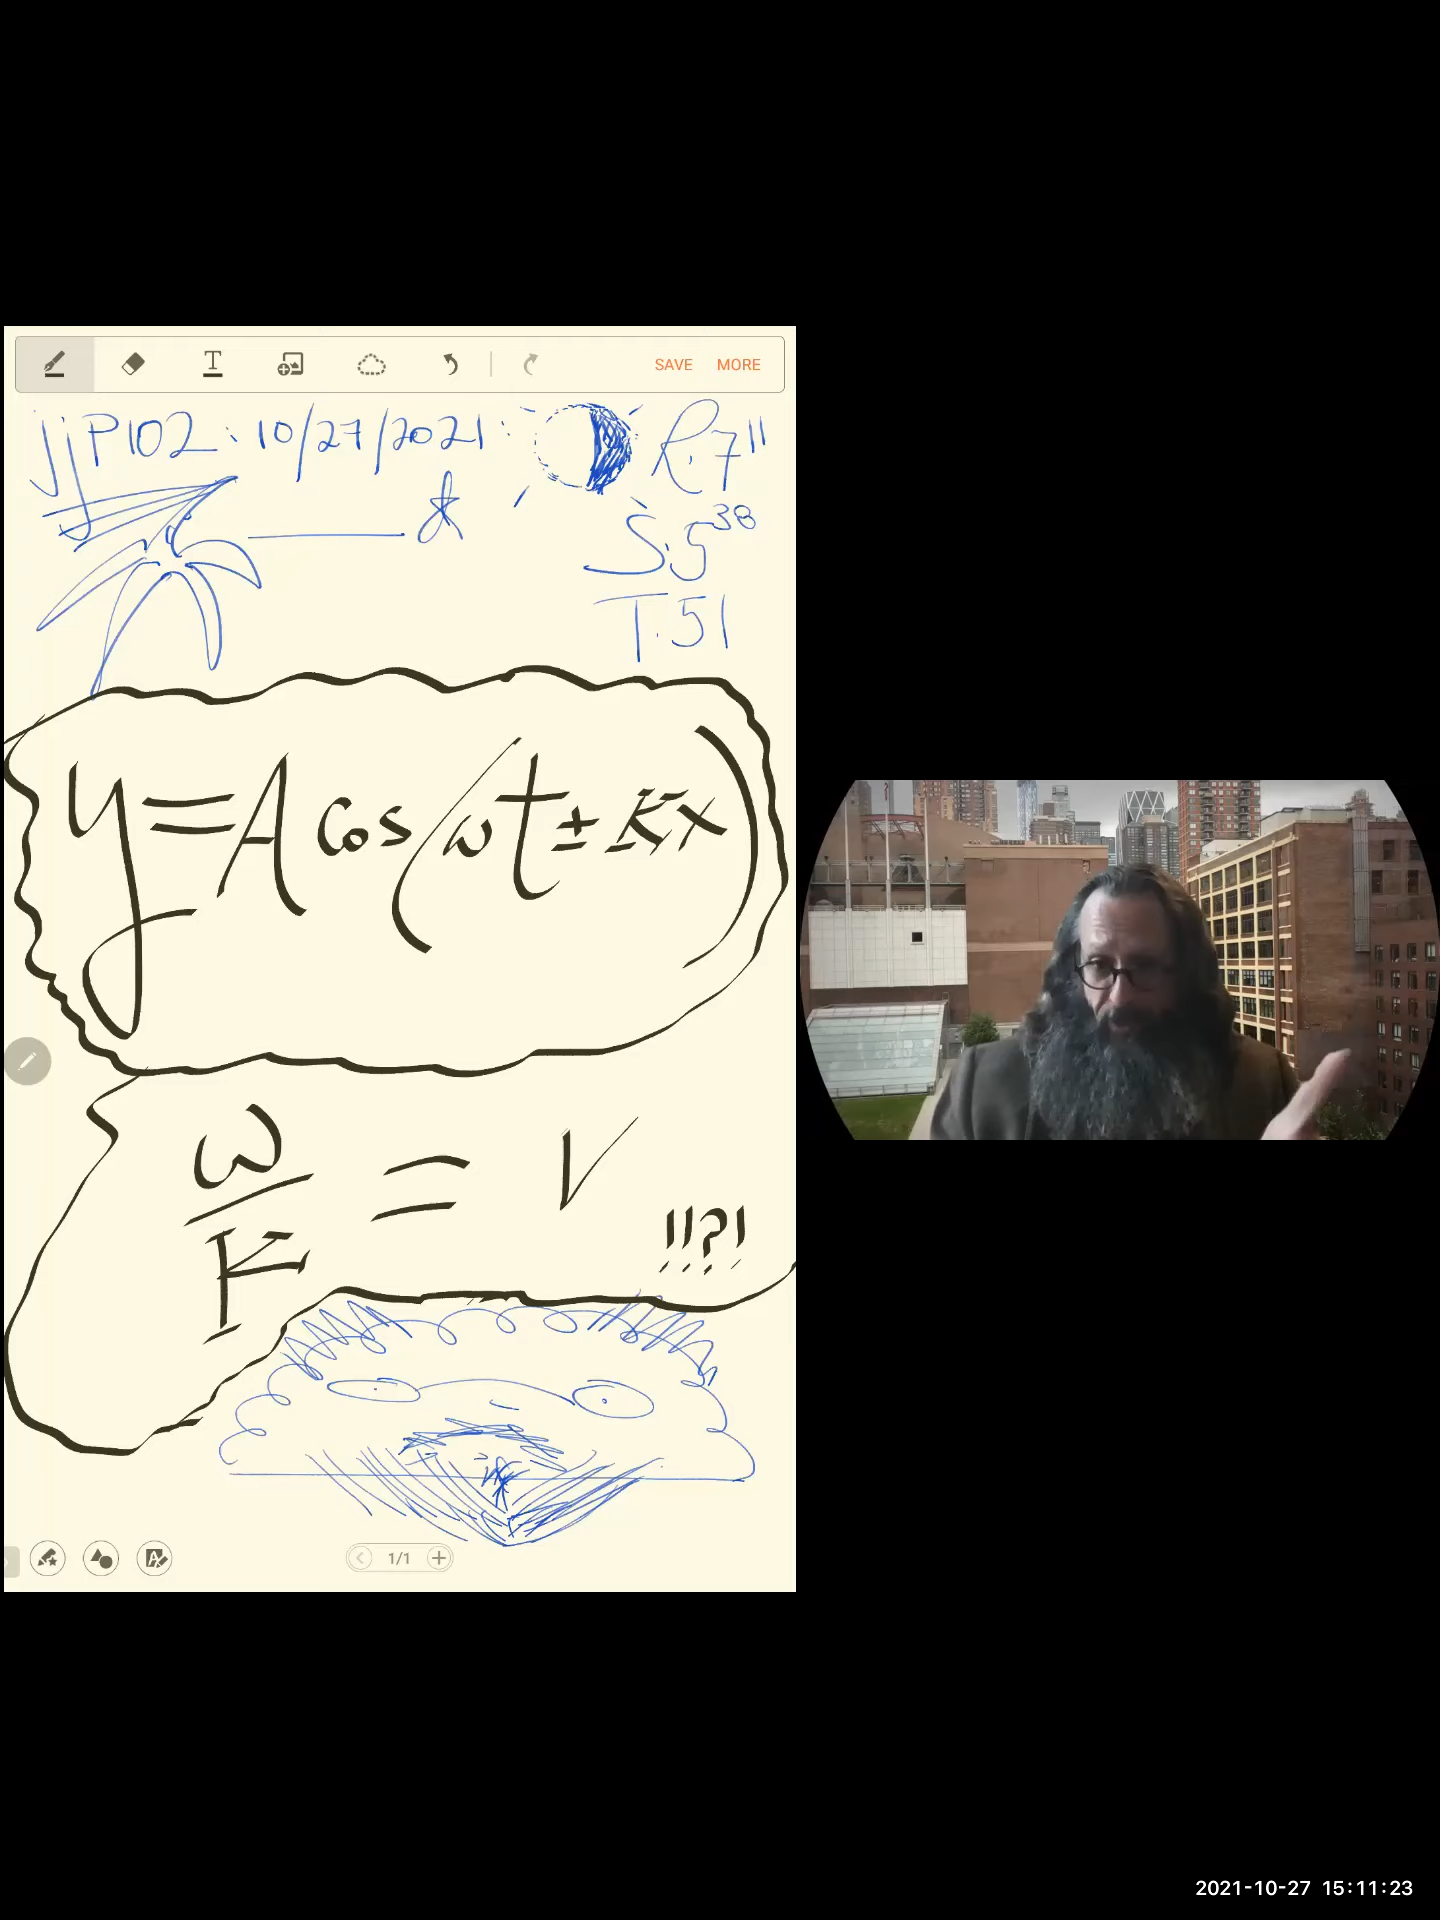 T SAVE MORE
jjP102: 10/27/2021: R.7¹¹
S.5³⁸
T.51
y=A cos(ωt±kx)
ω/k = v
!!?!
1/1
A
2021-10-27 15:11:23